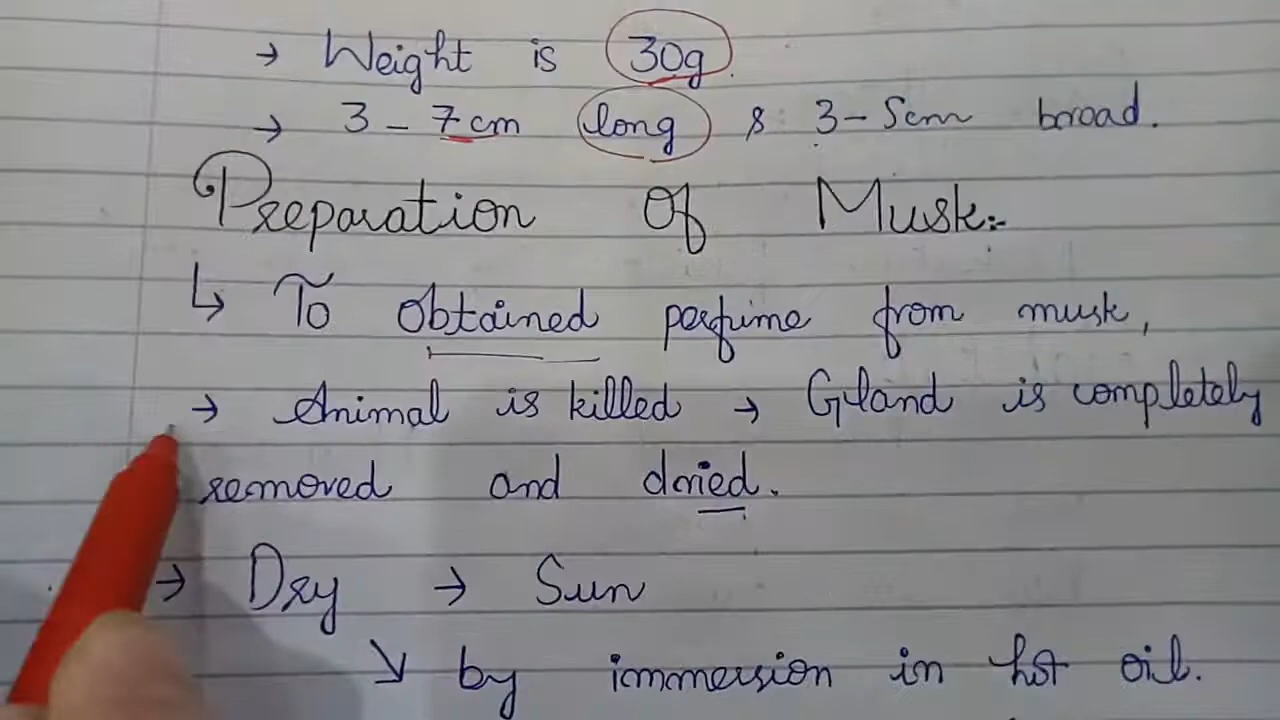 → Weight is 30g.
→ 3 - 7cm long & 3 - 5cm broad.
Preparation Of Musk:-
↳ To obtained perfume from musk,
→ Animal is killed → Gland is completely
removed and dried.
→ Dry → Sun
↘ by immersion in hot oil.